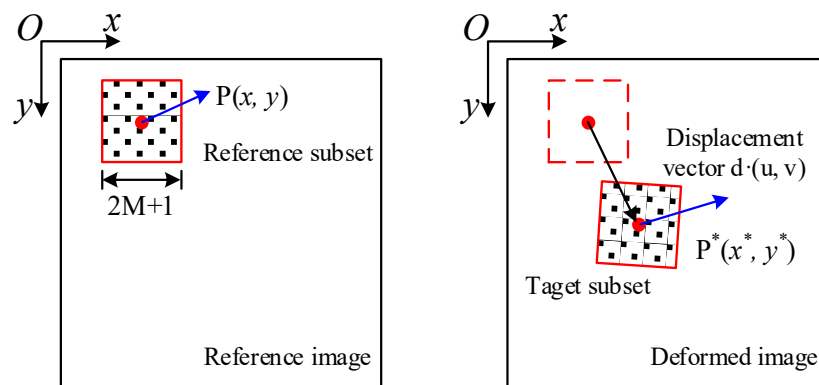 O x
y
P(x, y)
Reference subset
2M+1
Reference image
O x
y
Displacement
vector d·(u, v)
P*(x*, y*)
Taget subset
Deformed image